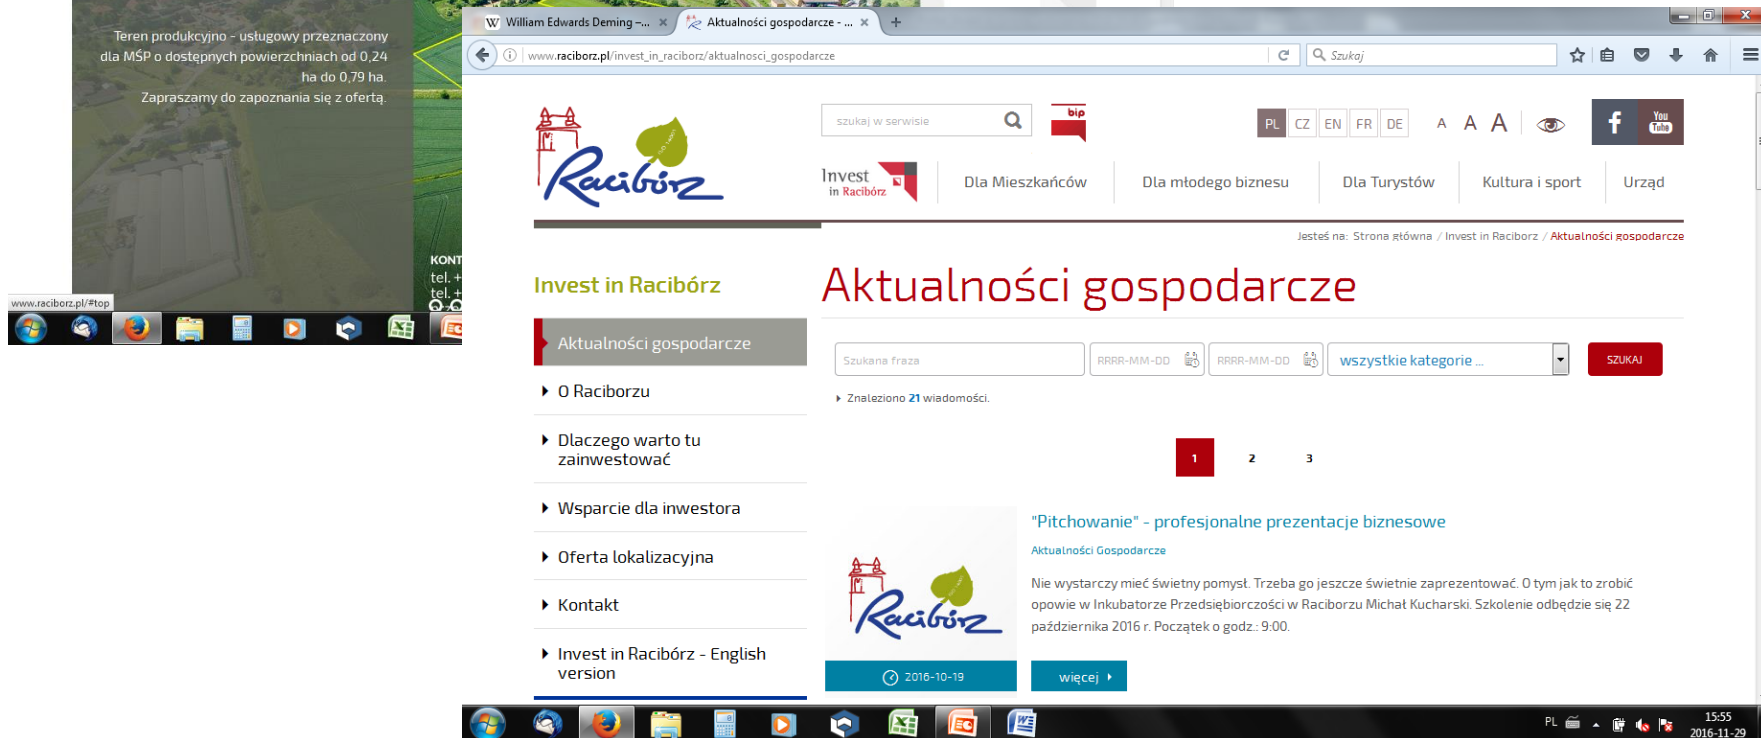 Teren produkcyjno - usługowy przeznaczony
dla MŚP o dostępnych powierzchniach od 0,24
ha do 0,79 ha.
Zapraszamy do zapoznania się z ofertą.
KONT
tel. +
tel. +
www.raciborz.pl/#top
William Edwards Deming –...
Aktualności gospodarcze - ...
www.raciborz.pl/invest_in_raciborz/aktualnosci_gospodarcze
Szukaj
Racibórz
szukaj w serwisie
bip
PL CZ EN FR DE
A A A
f
You
Tube
Invest
in Racibórz
Dla Mieszkańców
Dla młodego biznesu
Dla Turystów
Kultura i sport
Urząd
Jesteś na: Strona główna / Invest in Raciborz / Aktualności gospodarcze
Invest in Racibórz
Aktualności gospodarcze
O Raciborzu
Dlaczego warto tu
zainwestować
Wsparcie dla inwestora
Oferta lokalizacyjna
Kontakt
Invest in Racibórz - English
version
Aktualności gospodarcze
Szukana fraza
RRRR-MM-DD
RRRR-MM-DD
wszystkie kategorie ...
SZUKAJ
Znaleziono 21 wiadomości.
1 2 3
Racibórz
2016-10-19
"Pitchowanie" - profesjonalne prezentacje biznesowe
Aktualności Gospodarcze
Nie wystarczy mieć świetny pomysł. Trzeba go jeszcze świetnie zaprezentować. O tym jak to zrobić
opowie w Inkubatorze Przedsiębiorczości w Raciborzu Michał Kucharski. Szkolenie odbędzie się 22
października 2016 r. Początek o godz.: 9:00.
więcej
PL
15:55
2016-11-29